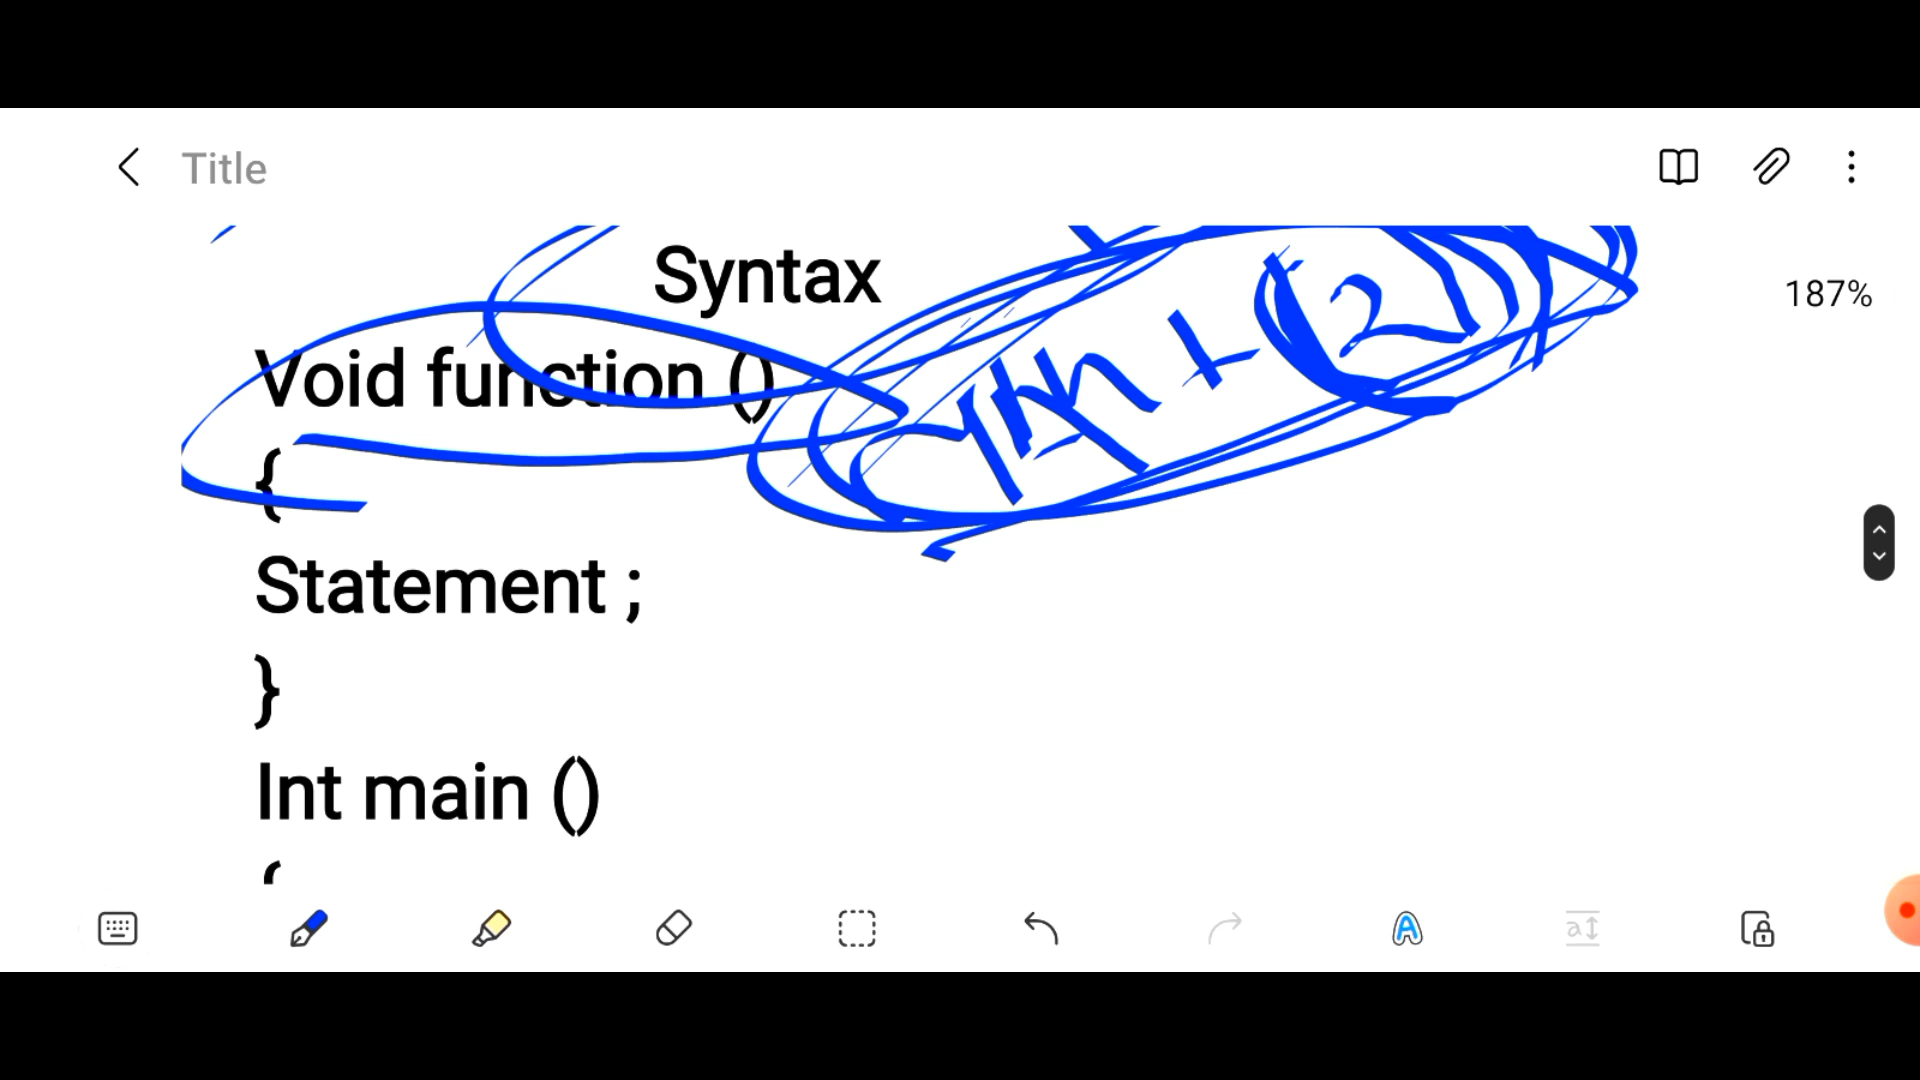 Title
187%
Syntax
Void function ()
{
Statement ;
}
Int main ()